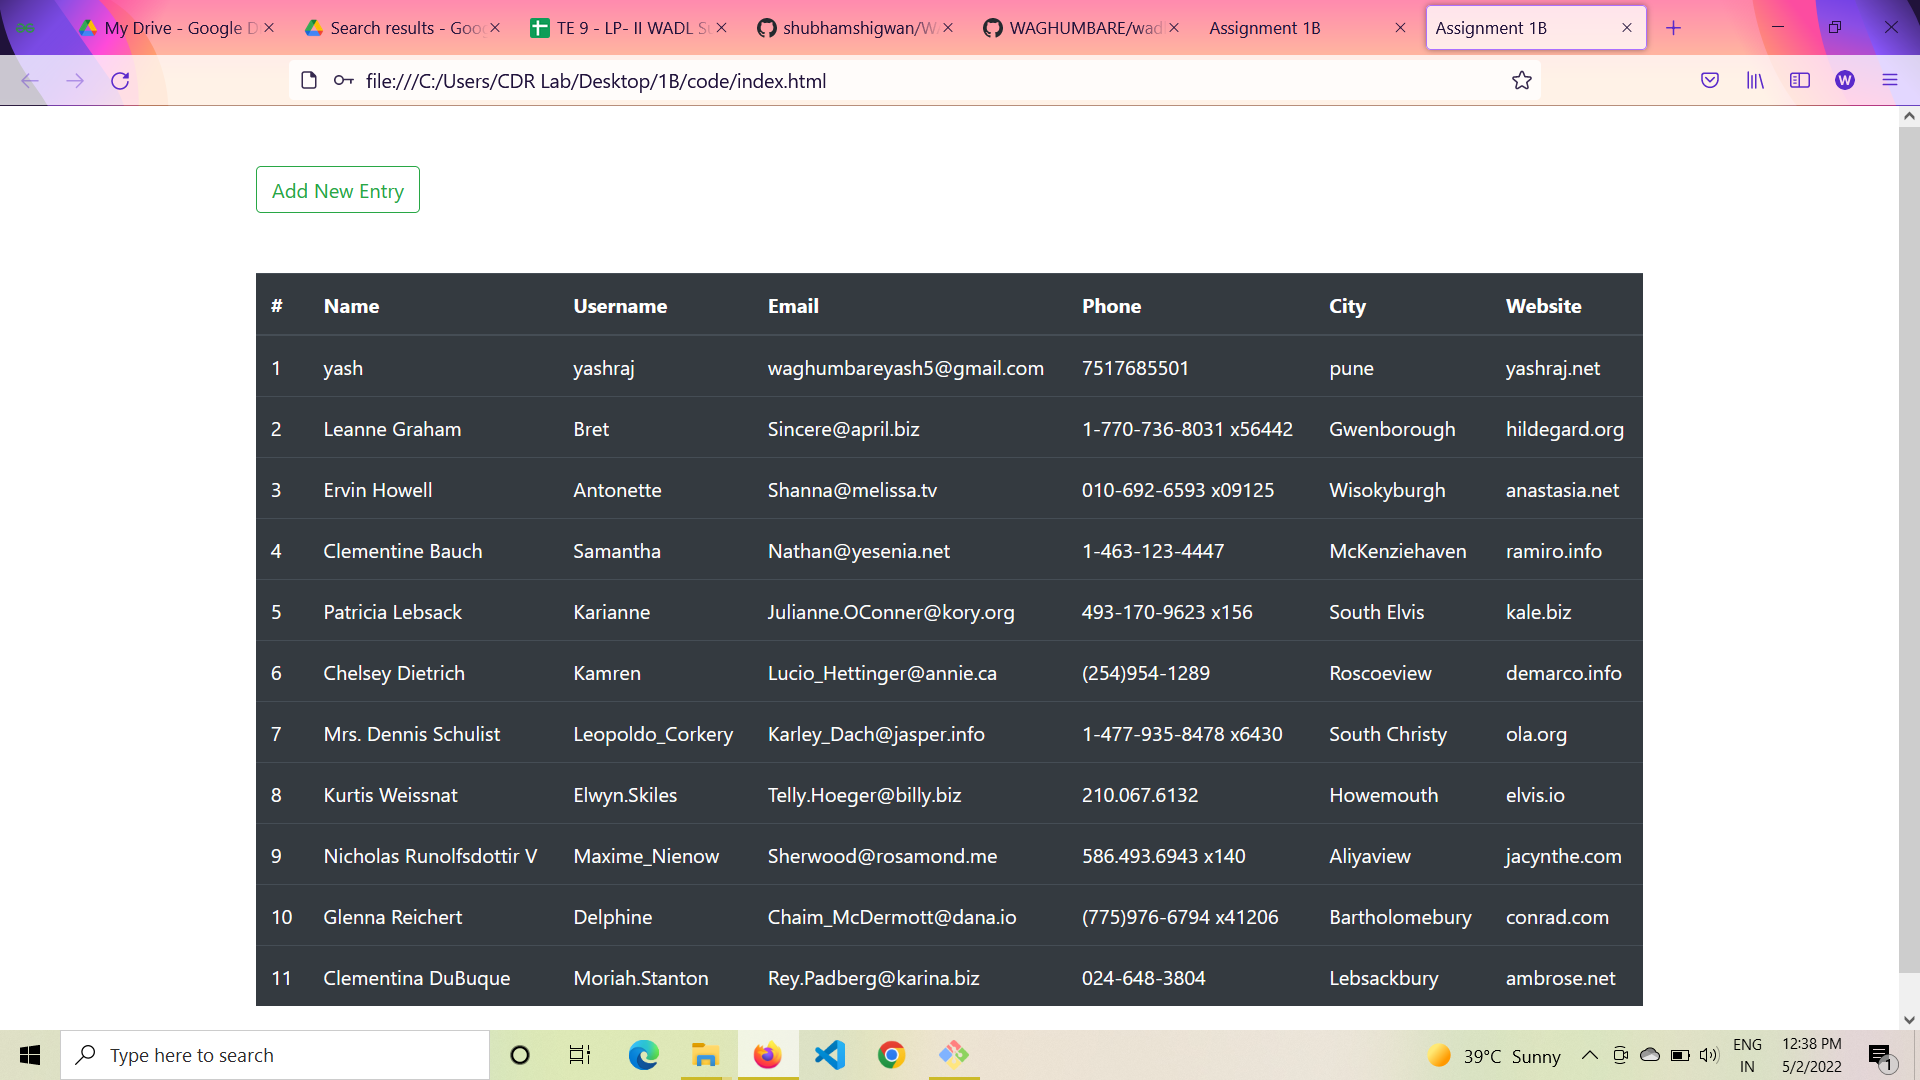 My Drive - Google D
Search results - Goog
TE 9 - LP- II WADL Su
shubhamshigwan/W
WAGHUMBARE/wadl
Assignment 1B
Assignment 1B
file:///C:/Users/CDR Lab/Desktop/1B/code/index.html
W
Add New Entry
# Name Username Email Phone City Website
1 yash yashraj waghumbareyash5@gmail.com 7517685501 pune yashraj.net
2 Leanne Graham Bret Sincere@april.biz 1-770-736-8031 x56442 Gwenborough hildegard.org
3 Ervin Howell Antonette Shanna@melissa.tv 010-692-6593 x09125 Wisokyburgh anastasia.net
4 Clementine Bauch Samantha Nathan@yesenia.net 1-463-123-4447 McKenziehaven ramiro.info
5 Patricia Lebsack Karianne Julianne.OConner@kory.org 493-170-9623 x156 South Elvis kale.biz
6 Chelsey Dietrich Kamren Lucio_Hettinger@annie.ca (254)954-1289 Roscoeview demarco.info
7 Mrs. Dennis Schulist Leopoldo_Corkery Karley_Dach@jasper.info 1-477-935-8478 x6430 South Christy ola.org
8 Kurtis Weissnat Elwyn.Skiles Telly.Hoeger@billy.biz 210.067.6132 Howemouth elvis.io
9 Nicholas Runolfsdottir V Maxime_Nienow Sherwood@rosamond.me 586.493.6943 x140 Aliyaview jacynthe.com
10 Glenna Reichert Delphine Chaim_McDermott@dana.io (775)976-6794 x41206 Bartholomebury conrad.com
11 Clementina DuBuque Moriah.Stanton Rey.Padberg@karina.biz 024-648-3804 Lebsackbury ambrose.net
Type here to search
39°C Sunny
ENG
IN
12:38 PM
5/2/2022
1